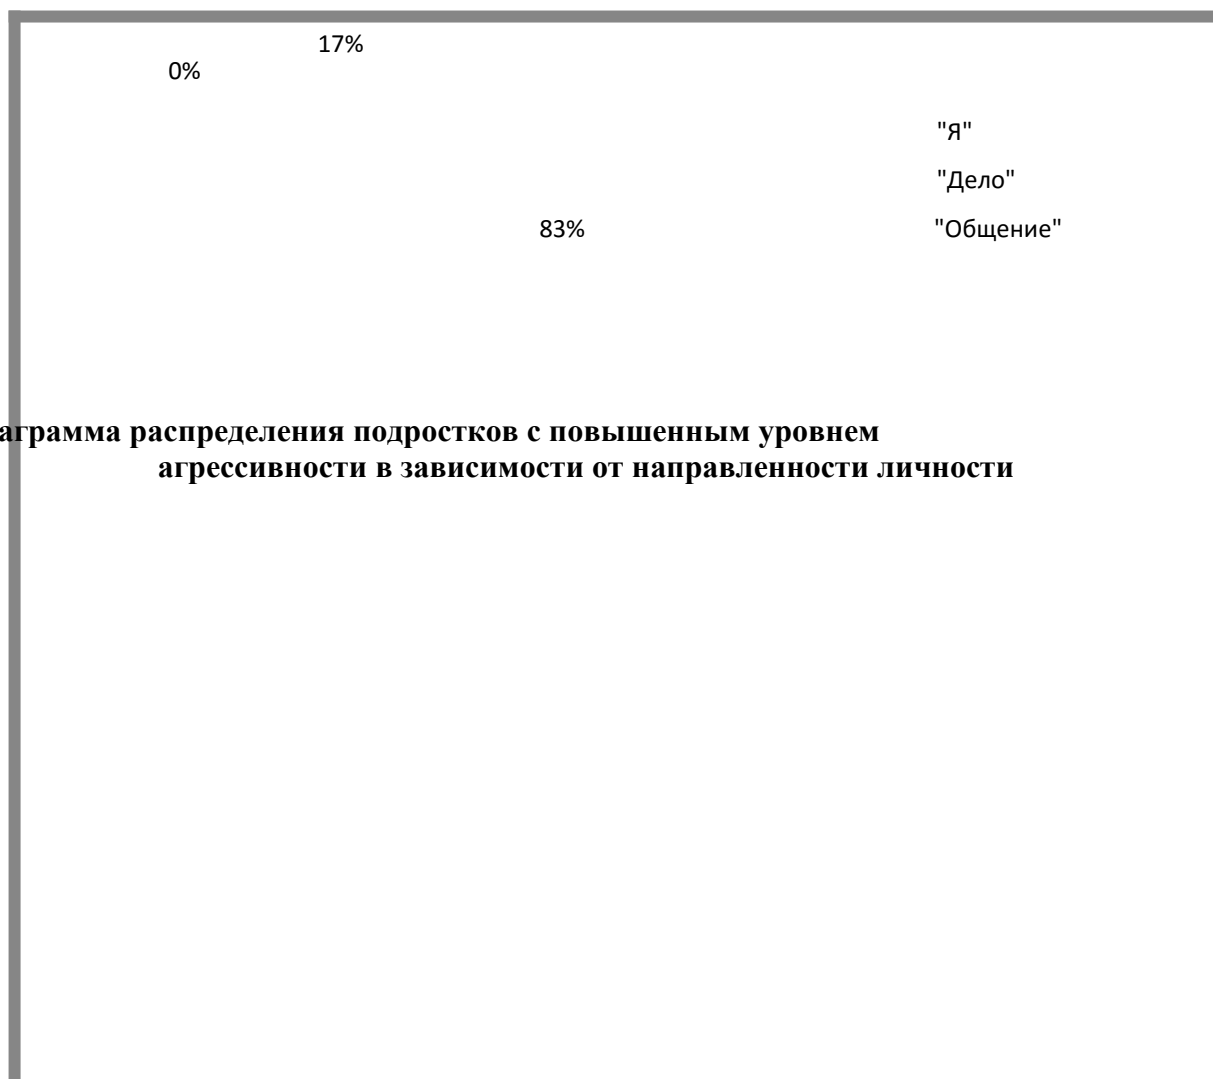 17%
0%
"Я"
"Дело"
83%
"Общение"
аграмма распределения подростков с повышенным уровнем
агрессивности в зависимости от направленности личности